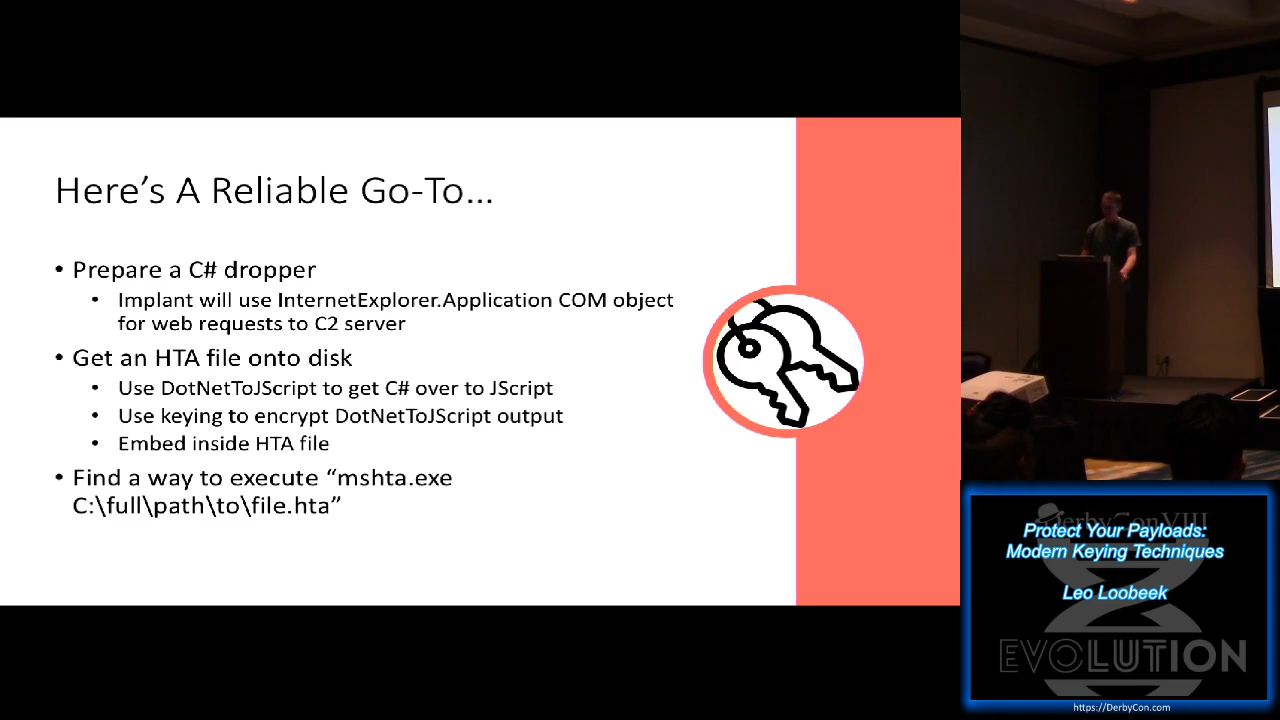 Here's A Reliable Go-To...
• Prepare a C# dropper
• Implant will use InternetExplorer.Application COM object
for web requests to C2 server
• Get an HTA file onto disk
• Use DotNetToJScript to get C# over to JScript
• Use keying to encrypt DotNetToJScript output
• Embed inside HTA file
• Find a way to execute “mshta.exe
C:\full\path\to\file.hta”
DerbyCon VIII
Protect Your Payloads:
Modern Keying Techniques
Leo Loobeek
EVOLUTION
https://DerbyCon.com